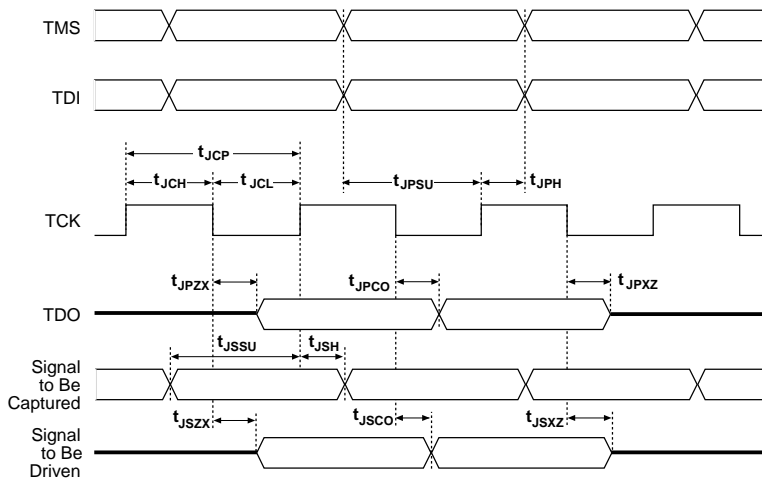 TMS
TDI
tJCP
tJCH
tJCL
tJPSU
tJPH
TCK
tJPZX
tJPCO
tJPXZ
TDO
tJSSU
tJSH
Signal
to Be
Captured
tJSZX
tJSCO
tJSXZ
Signal
to Be
Driven